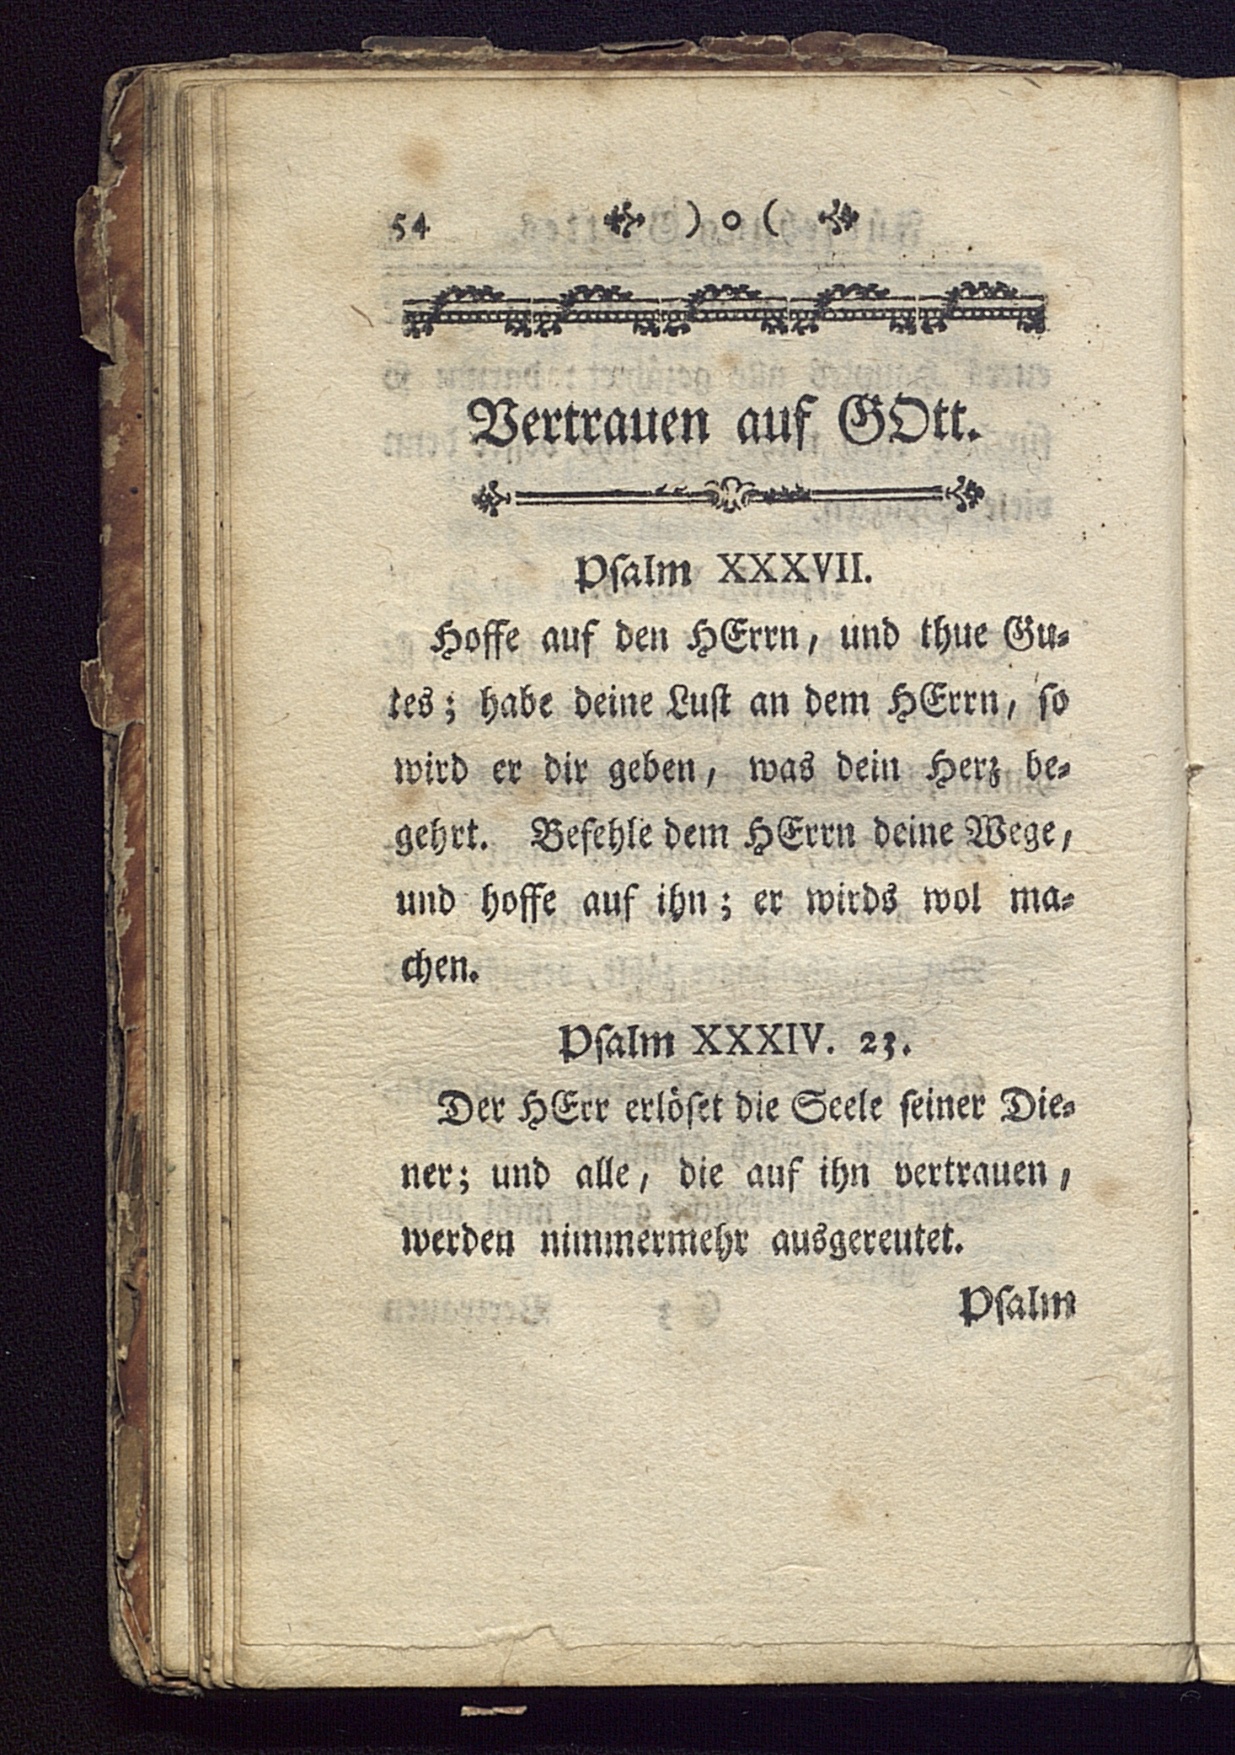 54 ) o (
Vertrauen auf GOtt.
Psalm XXXVII.
Hoffe auf den HErrn, und thue Gu-
tes; habe deine Lust an dem HErrn, so
wird er dir geben, was dein Herz be-
gehrt. Befehle dem HErrn deine Wege,
und hoffe auf ihn; er wirds wol ma-
chen.
Psalm XXXIV. 23.
Der HErr erlöset die Seele seiner Die-
ner; und alle, die auf ihn vertrauen,
werden nimmermehr ausgereutet.
Psalm